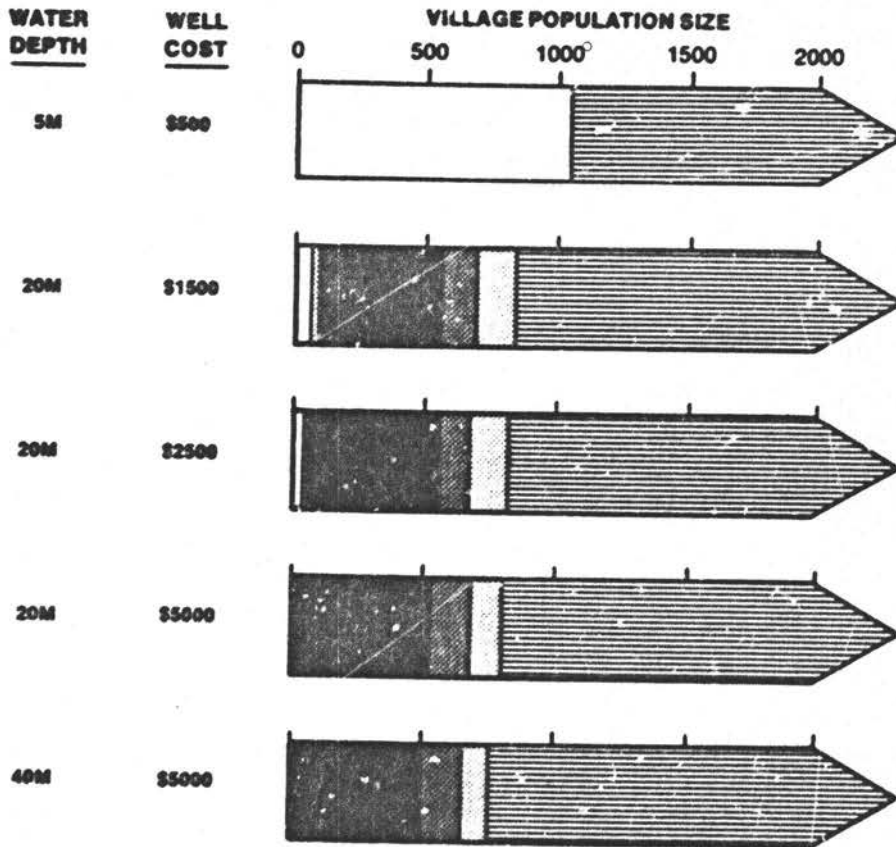 WATER DEPTH
WELL COST
VILLAGE POPULATION SIZE
0 500 1000 2000
5M $500
20M $1500
20M $2500
20M $5000
40M $5000